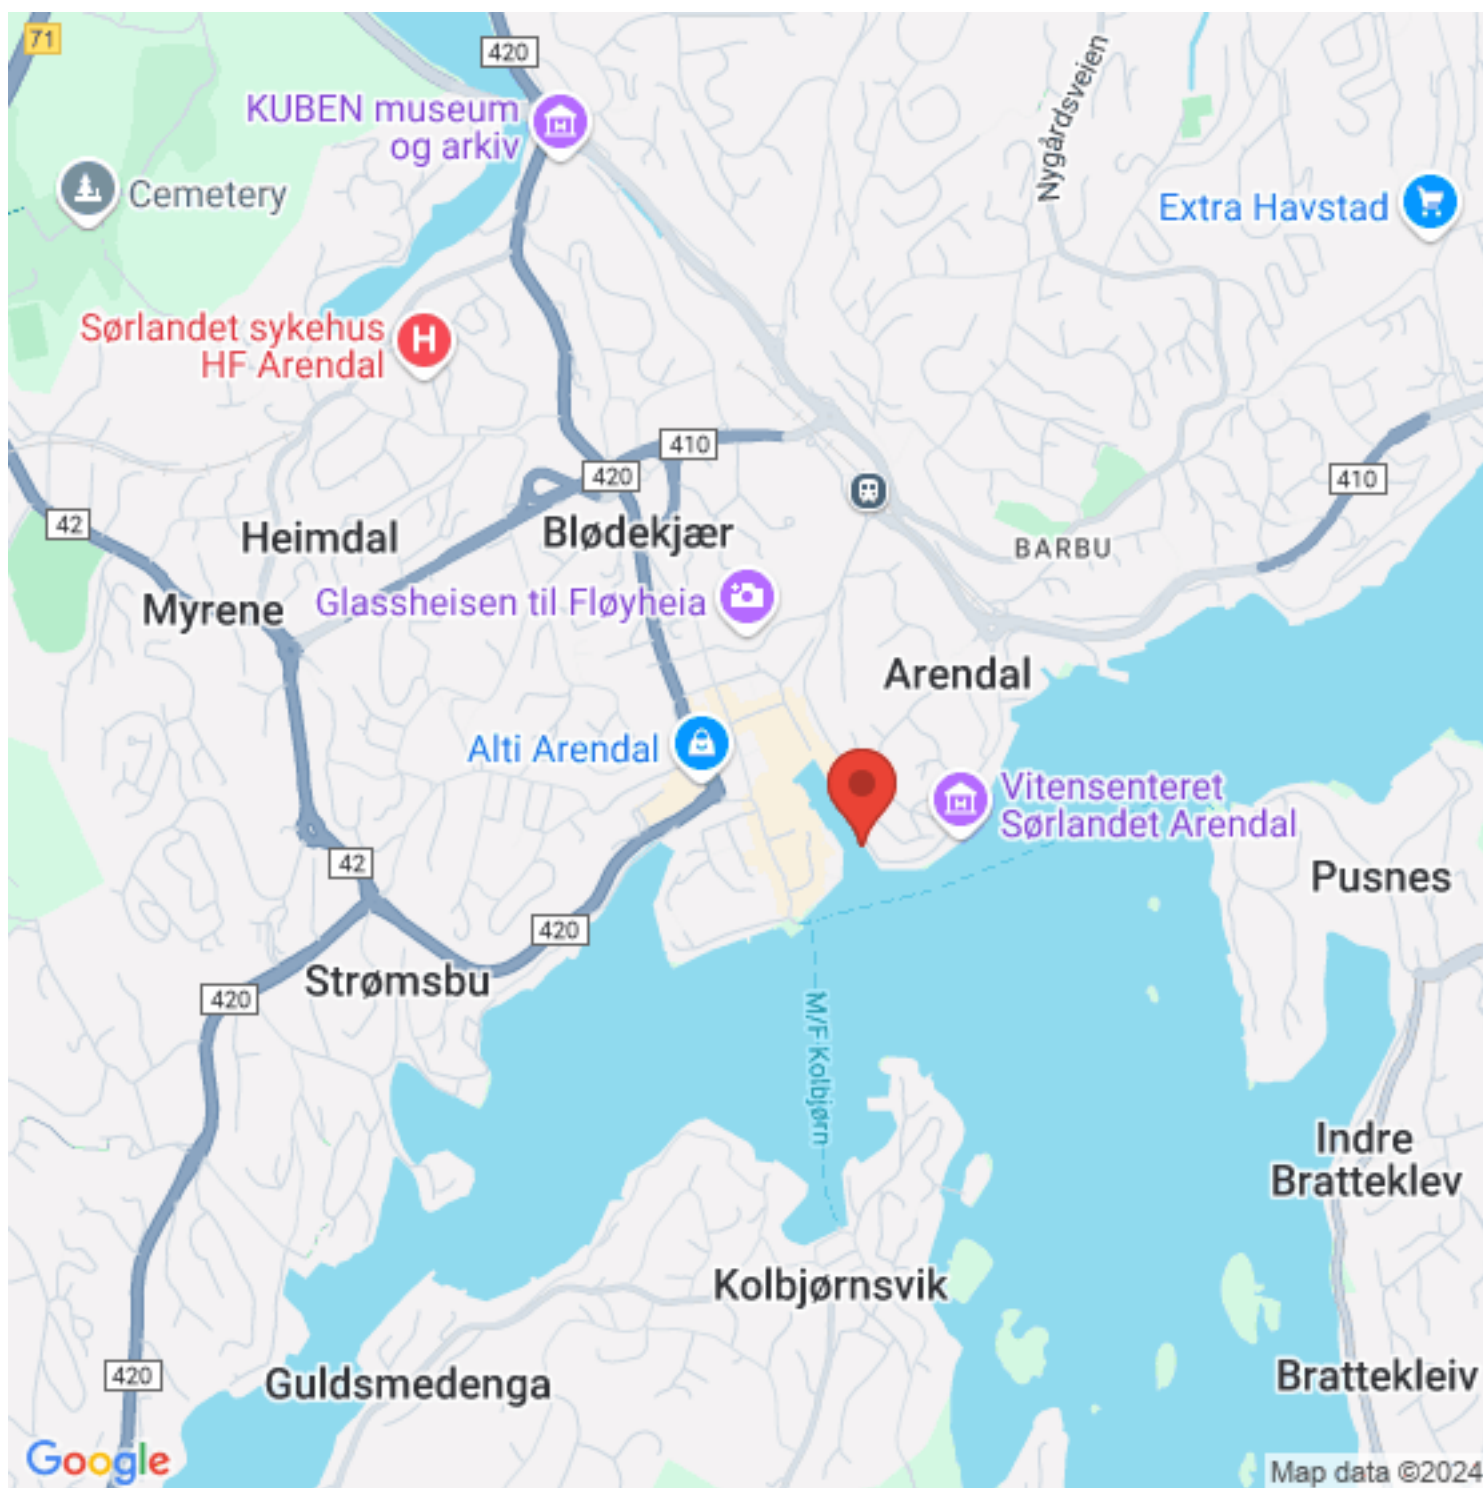 71
420
KUBEN museum
og arkiv
Nygårdsveien
Cemetery
Extra Havstad
Sørlandet sykehus
HF Arendal
H
410
420
410
42
Heimdal
Blødekjær
BARBU
Glassheisen til Fløyheia
Myrene
Arendal
Alti Arendal
Vitensenteret
Sørlandet Arendal
42
Pusnes
420
Strømsbu
420
M/F Kolbjørn
Indre
Bratteklev
Kolbjørnsvik
420
Guldsmedenga
Brattekleiv
Google
Map data ©2024